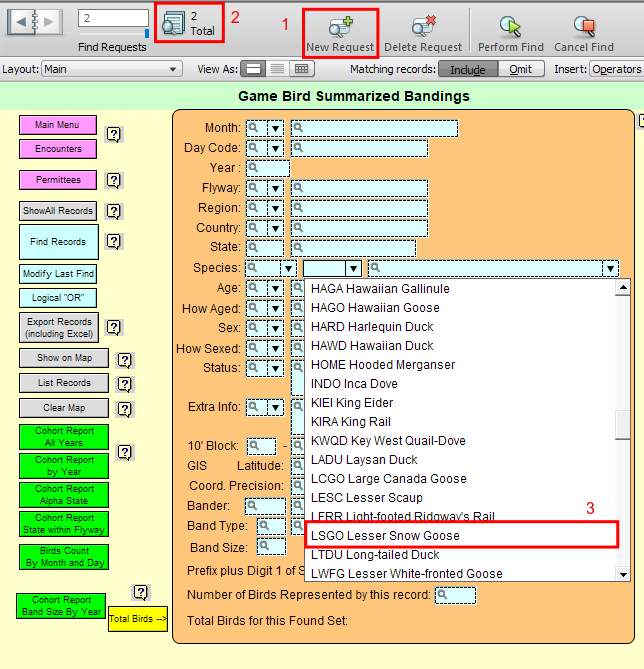 2
Find Requests
2
Total
2
1
New Request
Delete Request
Perform Find
Cancel Find
Layout: Main
View As:
Matching records:
Include
Omit
Insert:
Operators
Game Bird Summarized Bandings
Main Menu
Encounters
?
Permittees
?
ShowAll Records
?
Find Records
?
Modify Last Find
Logical "OR"
Export Records
(including Excel)
?
Show on Map
?
List Records
?
Clear Map
?
Cohort Report
All Years
?
Cohort Report
by Year
Cohort Report
Alpha State
Cohort Report
State within Flyway
Birds Count
By Month and Day
?
Cohort Report
Band Size By Year
Total Birds -->
Month:
Day Code:
Year :
Flyway:
Region:
Country:
State:
Species:
Age:
How Aged:
Sex:
How Sexed:
Status:
Extra Info:
10' Block:
-
GIS Latitude:
Coord. Precision:
Bander:
Band Type:
Band Size:
Prefix plus Digit 1 of S
Number of Birds Represented by this record:
Total Birds for this Found Set:
HAGA Hawaiian Gallinule
HAGO Hawaiian Goose
HARD Harlequin Duck
HAWD Hawaiian Duck
HOME Hooded Merganser
INDO Inca Dove
KIEI King Eider
KIRA King Rail
KWQD Key West Quail-Dove
LADU Laysan Duck
LCGO Large Canada Goose
LESC Lesser Scaup
LFRR Light-footed Ridgway's Rail
3
LSGO Lesser Snow Goose
LTDU Long-tailed Duck
LWFG Lesser White-fronted Goose